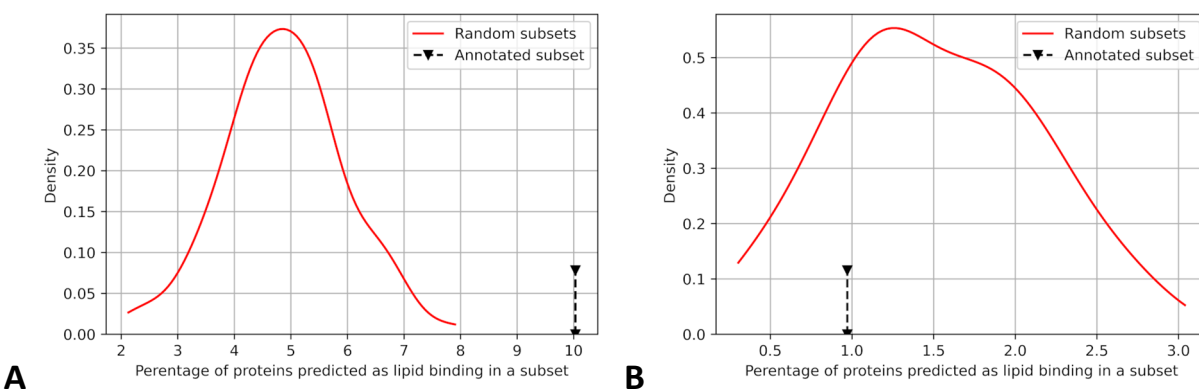 Random subsets
Annotated subset
0.35
0.30
0.25
0.20
0.15
0.10
0.05
0.00
Density
2 3 4 5 6 7 8 9 10
Perentage of proteins predicted as lipid binding in a subset
A
Random subsets
Annotated subset
0.5
0.4
0.3
0.2
0.1
0.0
Density
0.5 1.0 1.5 2.0 2.5 3.0
Perentage of proteins predicted as lipid binding in a subset
B